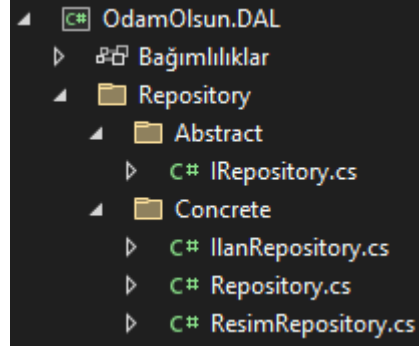 C# OdamOlsun.DAL
Bağımlılıklar
Repository
Abstract
C# IRepository.cs
Concrete
C# IlanRepository.cs
C# Repository.cs
C# ResimRepository.cs